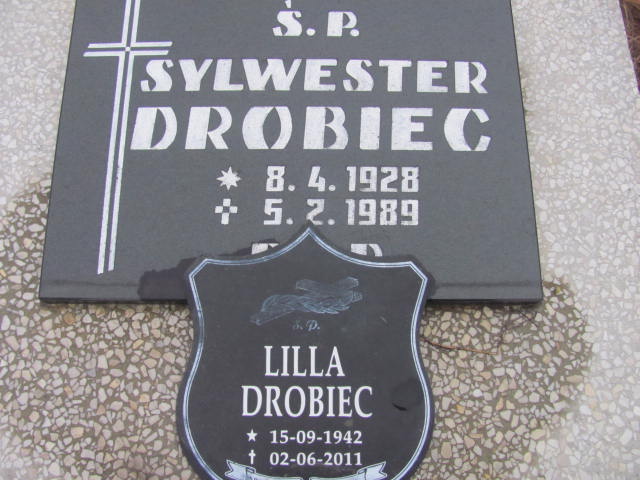 Ś. P.
SYLWESTER
DROBIEC
* 8. 4. 1928
✝ 5. 2. 1989
Ś. P.
LILLA
DROBIEC
★ 15-09-1942
† 02-06-2011